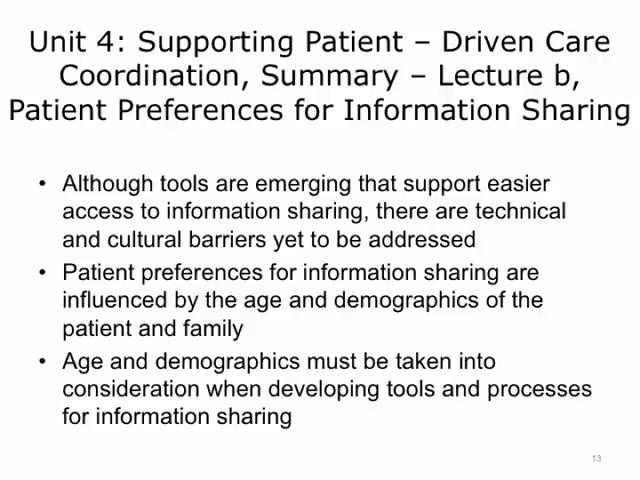 Unit 4: Supporting Patient – Driven Care
Coordination, Summary – Lecture b,
Patient Preferences for Information Sharing
• Although tools are emerging that support easier
access to information sharing, there are technical
and cultural barriers yet to be addressed
• Patient preferences for information sharing are
influenced by the age and demographics of the
patient and family
• Age and demographics must be taken into
consideration when developing tools and processes
for information sharing
13